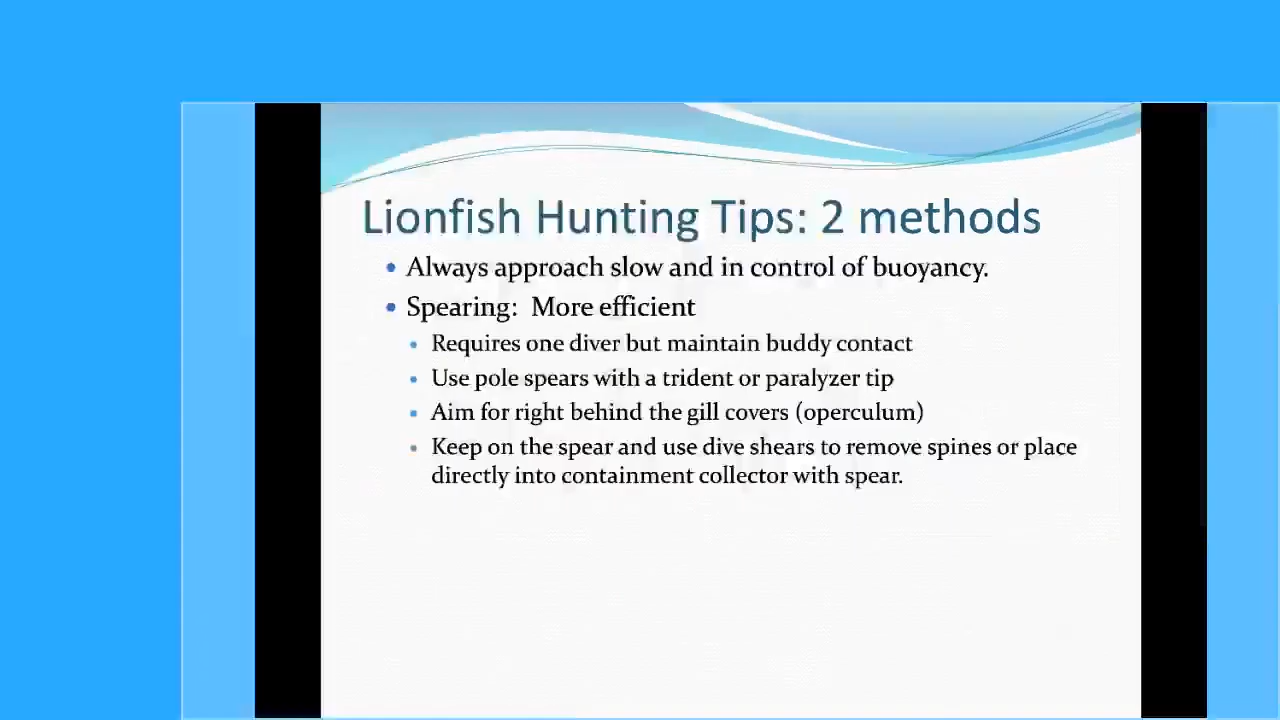 Lionfish Hunting Tips: 2 methods
• Always approach slow and in control of buoyancy.
• Spearing: More efficient
• Requires one diver but maintain buddy contact
• Use pole spears with a trident or paralyzer tip
• Aim for right behind the gill covers (operculum)
• Keep on the spear and use dive shears to remove spines or place
directly into containment collector with spear.